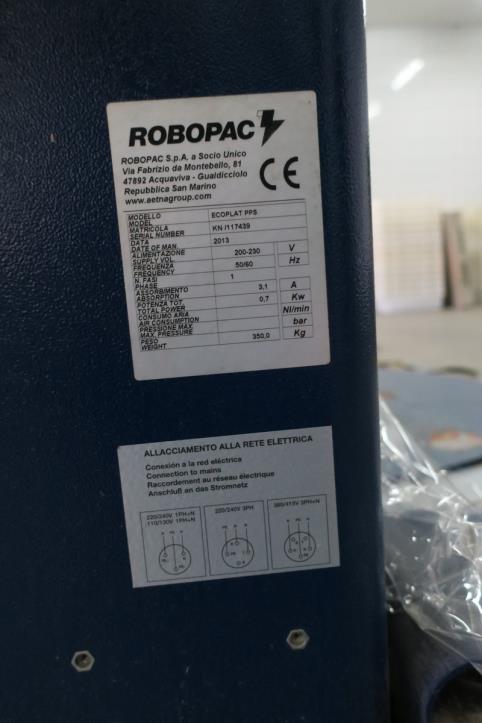 ROBOPAC
ROBOPAC S.p.A. a Socio Unico
Via Fabrizio da Montebello, 81
47892 Acquaviva - Gualdicciolo
Repubblica San Marino
www.aetnagroup.com
CE
MODELLO
MODEL ECOPLAT PPS
MATRICOLA
SERIAL NUMBER KN /117439
DATA
DATE OF MAN. 2013
ALIMENTAZIONE
SUPPLY VOL. 200-230 V
FREQUENZA
FREQUENCY 50/60 Hz
N. FASI
PHASE 1
ASSORBIMENTO
ABSORPTION 3,1 A
POTENZA TOT.
TOTAL POWER 0,7 Kw
CONSUMO ARIA
AIR CONSUMPTION Nl/min
PRESSIONE MAX.
MAX. PRESSURE bar
PESO
WEIGHT 350,0 Kg
ALLACCIAMENTO ALLA RETE ELETTRICA
Conexión a la red eléctrica
Connection to mains
Raccordement au réseau électrique
Anschluß an das Stromnetz
220/240V 1PH+N
110/130V 1PH+N
220/240V 3PH
380/415V 3PH+N